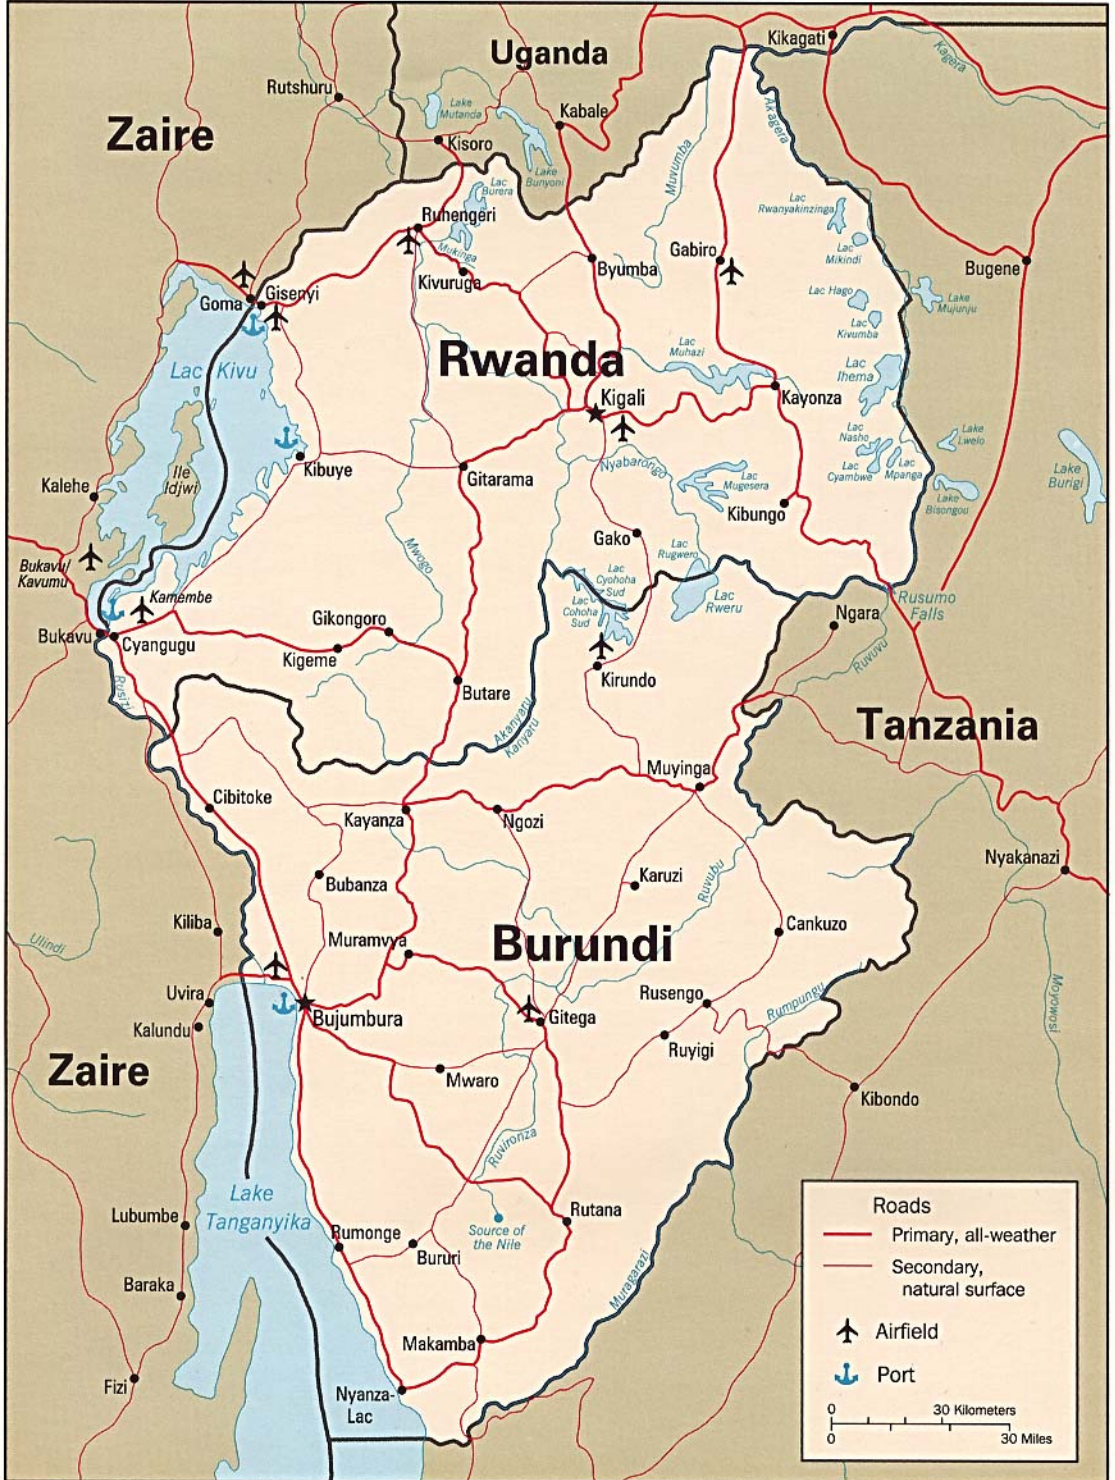 Uganda
Kikagati
Kagera
Rutshuru
Lake
Mutanda
Kabale
Zaire
Akagera
Kisoro
Muvumba
Lake
Bunyoni
Lac
Burera
Lac
Rwanyakinzinga
Ruhengeri
Mukinga
Lac
Mikindi
Gabiro
Byumba
Bugene
Kivuruga
Goma
Gisenyi
Lac Hago
Lake
Mujunju
Lac
Kivumba
Lac
Muhazi
Rwanda
Lac Kivu
Lac
Ihema
Kigali
Kayonza
Lac
Nasho
Lake
Lwelo
Kibuye
Nyabarongo
Gitarama
Ile
Idjwi
Lac
Cyambwe
Lac
Mpanga
Lake
Burigi
Kalehe
Lac
Mugesera
Lake
Bisongou
Kibungo
Gako
Lac
Rugwero
Mwogo
Bukavu/
Kavumu
Lac
Cyohoha
Sud
Kamembe
Lac
Cohoha
Sud
Lac
Rweru
Rusumo
Falls
Ngara
Gikongoro
Bukavu
Cyangugu
Kigeme
Ruvuvu
Kirundo
Rusizi
Butare
Akanyaru
Kanyaru
Tanzania
Muyinga
Cibitoke
Kayanza
Ngozi
Nyakanazi
Bubanza
Karuzi
Ruvubu
Kiliba
Cankuzo
Ulindi
Muramvya
Burundi
Uvira
Rusengo
Rumpungu
Moyowosi
Kalundu
Bujumbura
Gitega
Ruyigi
Zaire
Mwaro
Kibondo
Ruvironza
Lake
Tanganyika
Lubumbe
Rutana
Source of
the Nile
Rumonge
Bururi
Muragarazi
Baraka
Makamba
Fizi
Nyanza-
Lac
Roads
Primary, all-weather
Secondary,
natural surface
Airfield
Port
0 30 Kilometers
0 30 Miles